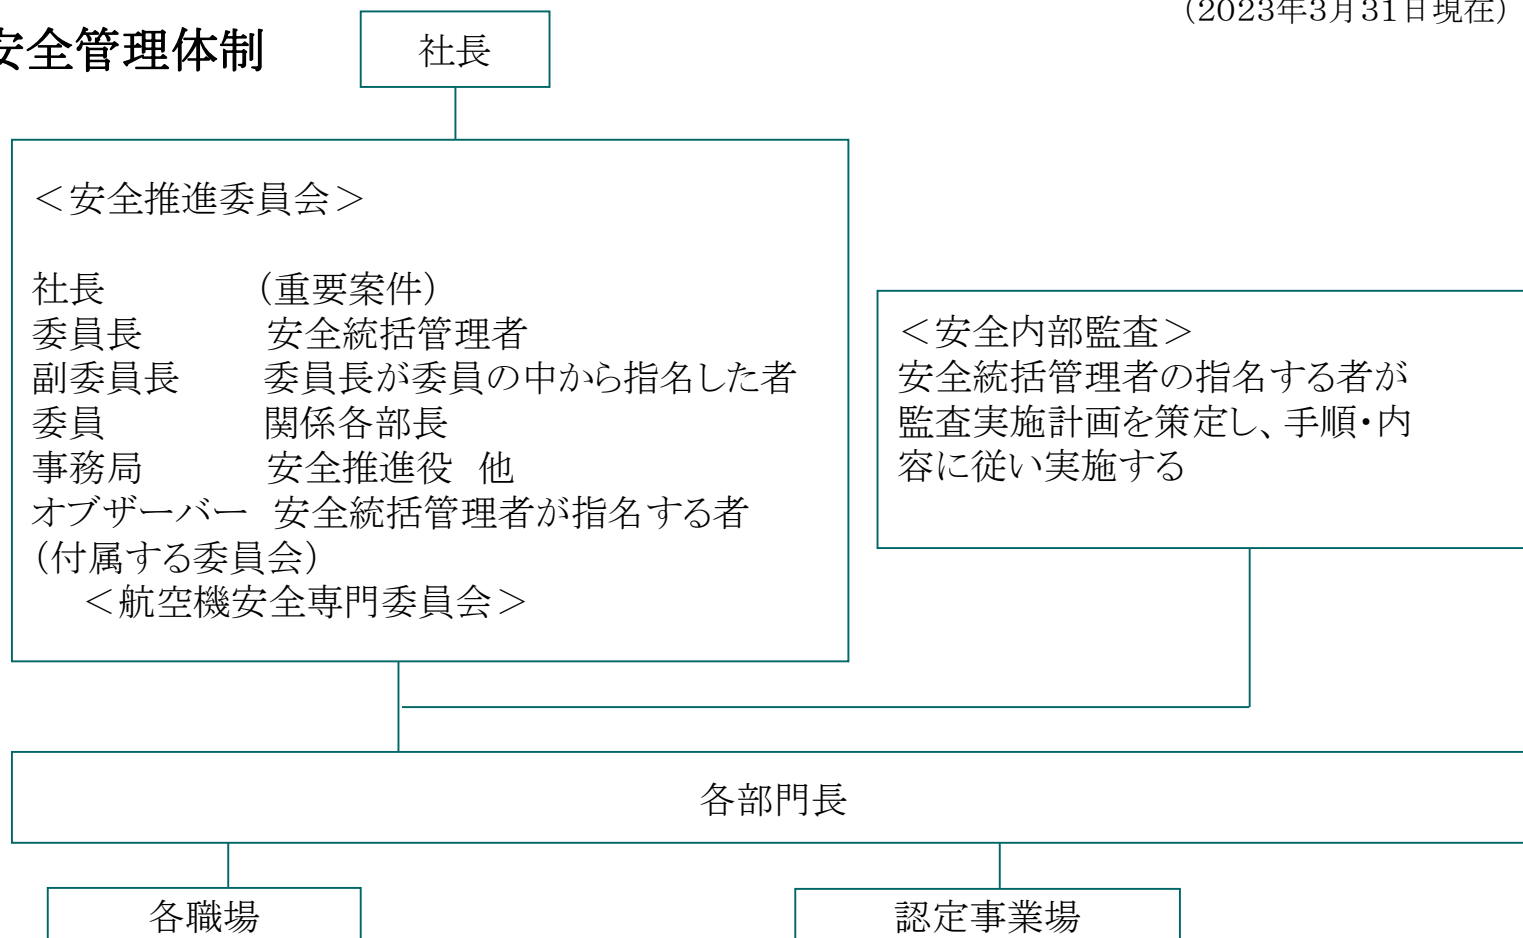 (2023年3月31日現在)
安全管理体制
社長
＜安全推進委員会＞
社長 （重要案件）
委員長 安全統括管理者
副委員長 委員長が委員の中から指名した者
委員 関係各部長
事務局 安全推進役 他
オブザーバー 安全統括管理者が指名する者
（付属する委員会）
＜航空機安全専門委員会＞
＜安全内部監査＞
安全統括管理者の指名する者が
監査実施計画を策定し、手順・内
容に従い実施する
各部門長
各職場
認定事業場